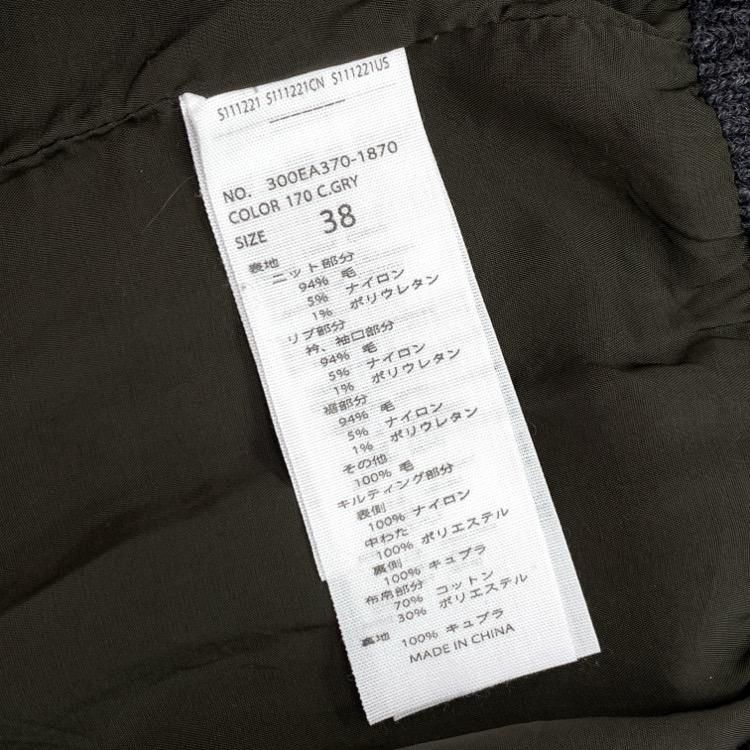 S111221 S111221CN S111221US
NO. 300EA370-1870
COLOR 170 C.GRY
SIZE 38
表地
ニット部分
94% 毛
5% ナイロン
1% ポリウレタン
リブ部分
衿、袖口部分
94% 毛
5% ナイロン
1% ポリウレタン
裾部分
94% 毛
5% ナイロン
1% ポリウレタン
その他
100% 毛
キルティング部分
表側
100% ナイロン
中わた
100% ポリエステル
裏側
100% キュプラ
布帛部分
70% コットン
30% ポリエステル
裏地 100% キュプラ
MADE IN CHINA